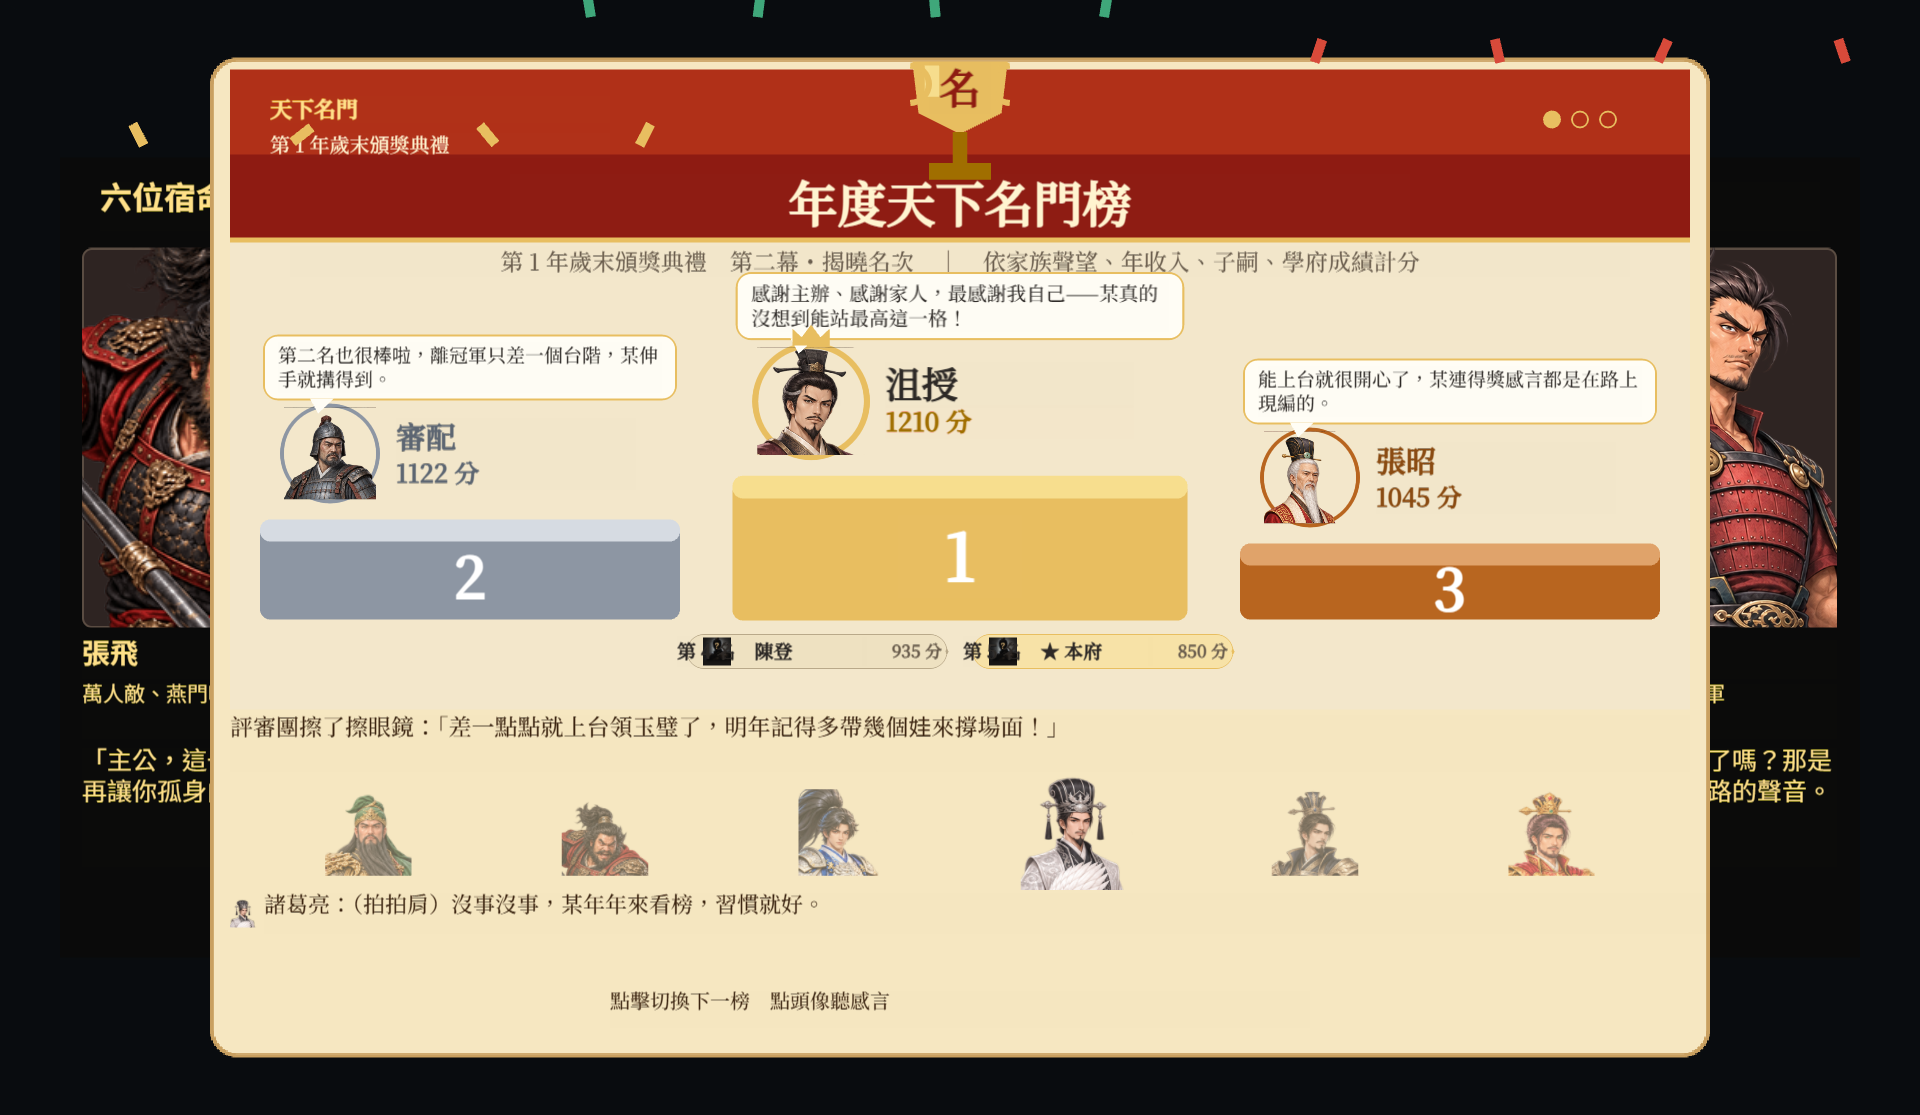 名
天下名門
第1年歲末頒獎典禮
年度天下名門榜
第1年歲末頒獎典禮　第二幕・揭曉名次　｜　依家族聲望、年收入、子嗣、學府成績計分
感謝主辦、感謝家人，最感謝我自己——某真的
沒想到能站最高這一格！
沮授
1210 分
第二名也很棒啦，離冠軍只差一個台階，某伸
手就搆得到。
審配
1122 分
能上台就很開心了，某連得獎感言都是在路上
現編的。
張昭
1045 分
2
1
3
第 陳登 935 分
第 ★ 本府 850 分
評審團擦了擦眼鏡：「差一點點就上台領玉璧了，明年記得多帶幾個娃來撐場面！」
諸葛亮：（拍拍肩）沒事沒事，某年年來看榜，習慣就好。
點擊切換下一榜　點頭像聽感言
六位宿
張飛
萬人敵、燕門
「主公，這
再讓你孤身
軍
了嗎？那是
路的聲音。